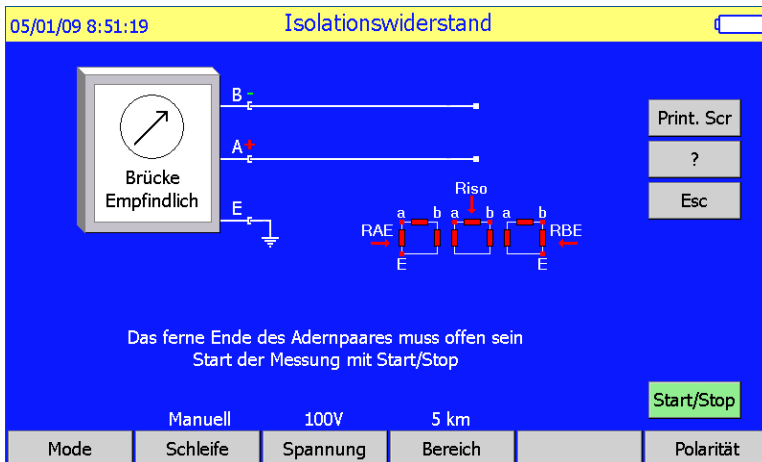 05/01/09 8:51:19 Isolationswiderstand
B -
A +
E
Brücke
Empfindlich
Riso
a b a b a b
RAE RBE
E E
Print. Scr
?
Esc
Das ferne Ende des Adernpaares muss offen sein
Start der Messung mit Start/Stop
Start/Stop
Manuell 100V 5 km
Mode Schleife Spannung Bereich Polarität